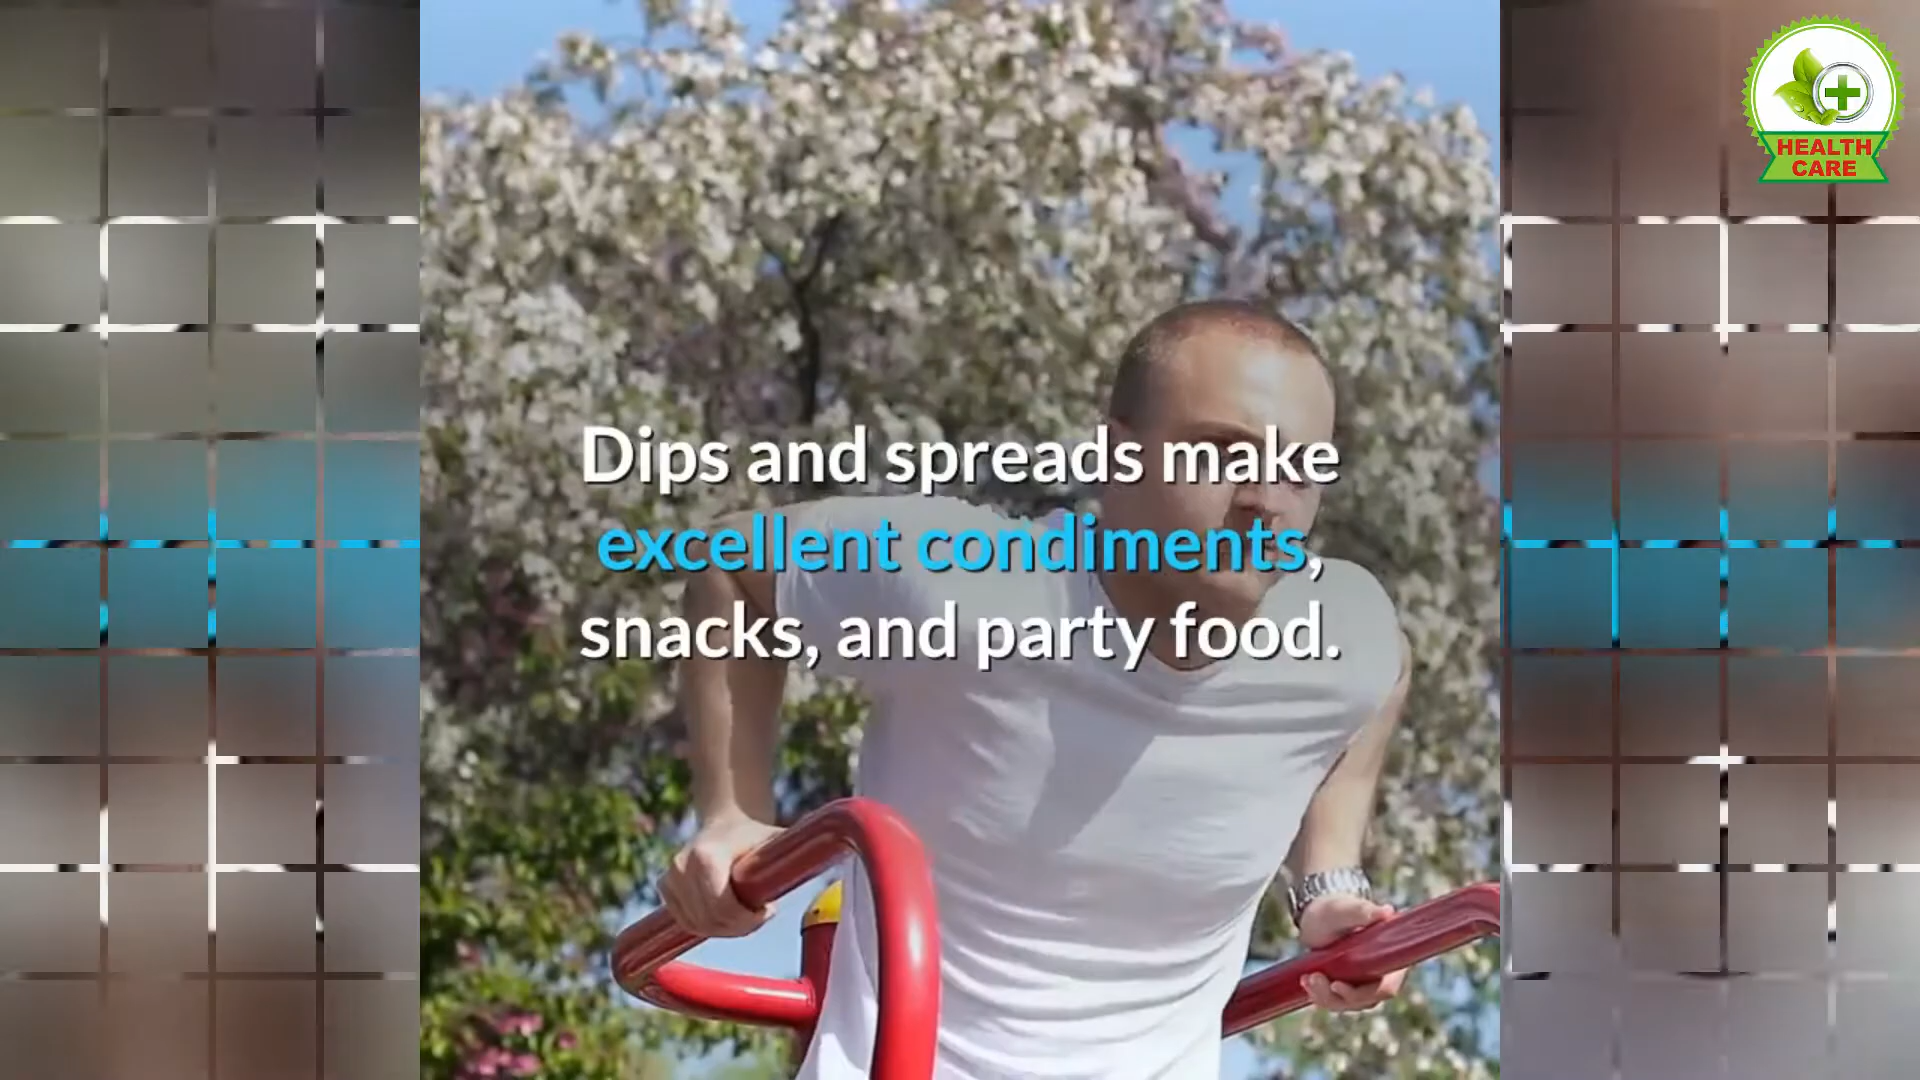 HEALTH
CARE
Dips and spreads make
excellent condiments,
snacks, and party food.